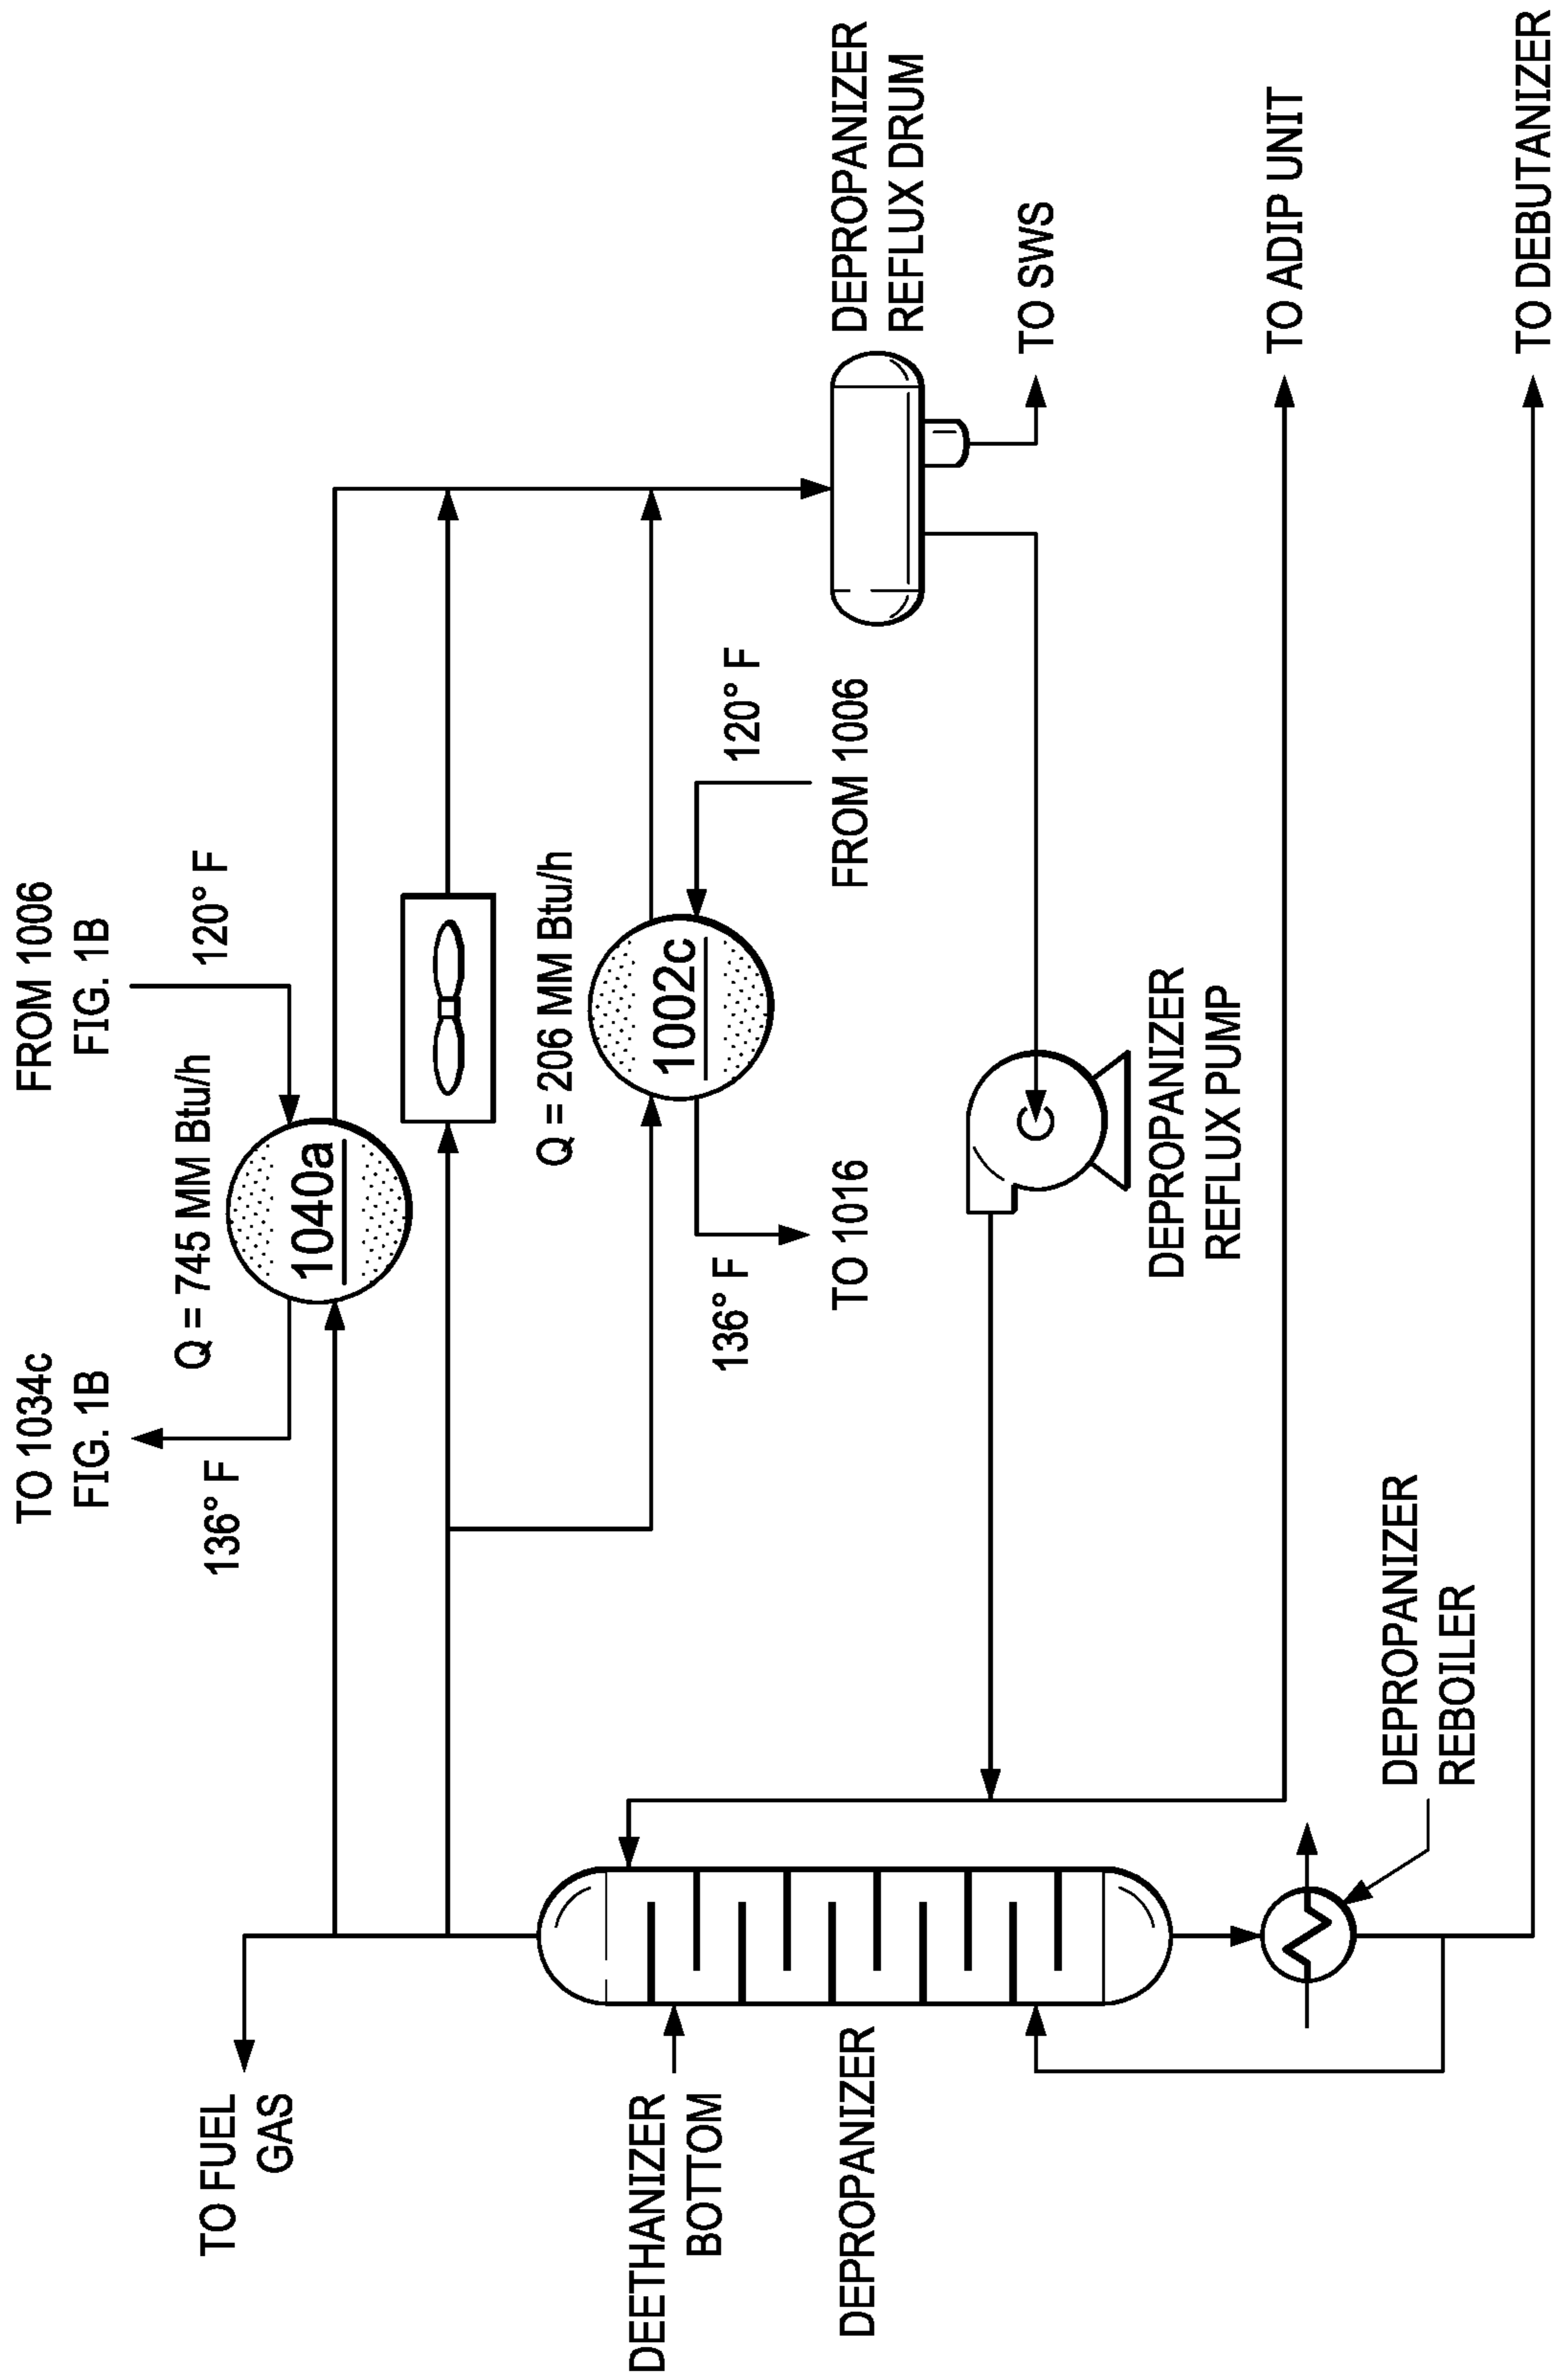 FROM 1006
FIG. 1B
120° F
TO 1034c
FIG. 1B
136° F
Q = 745 MM Btu/h
1040a
TO FUEL
GAS
Q = 206 MM Btu/h
1002c
120° F
FROM 1006
136° F
TO 1016
DEPROPANIZER
REFLUX DRUM
TO SWS
DEETHANIZER
BOTTOM
DEPROPANIZER
DEPROPANIZER
REFLUX PUMP
TO ADIP UNIT
DEPROPANIZER
REBOILER
TO DEBUTANIZER